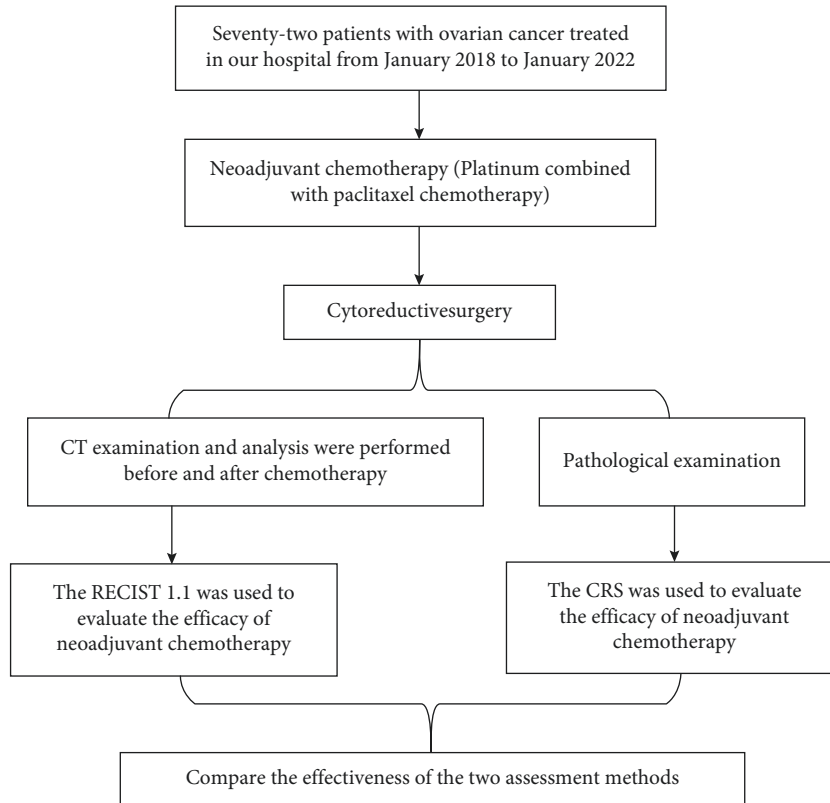 Seventy-two patients with ovarian cancer treated
in our hospital from January 2018 to January 2022
Neoadjuvant chemotherapy (Platinum combined
with paclitaxel chemotherapy)
Cytoreductivesurgery
CT examination and analysis were performed
before and after chemotherapy
Pathological examination
The RECIST 1.1 was used to
evaluate the efficacy of
neoadjuvant chemotherapy
The CRS was used to evaluate
the efficacy of neoadjuvant
chemotherapy
Compare the effectiveness of the two assessment methods